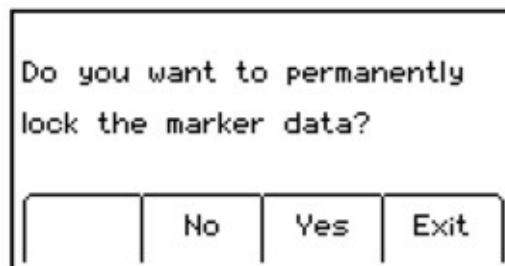 Do you want to permanently
lock the marker data?
No Yes Exit